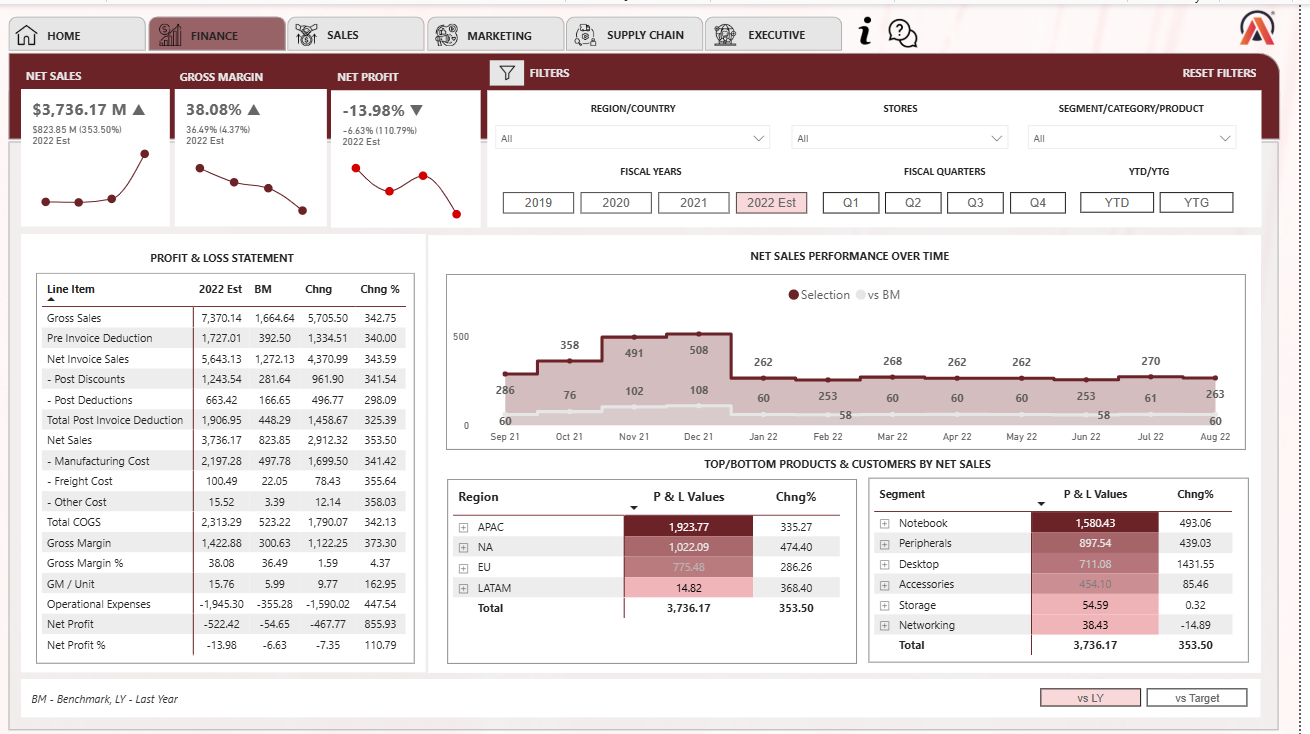 HOME FINANCE SALES MARKETING SUPPLY CHAIN EXECUTIVE
NET SALES GROSS MARGIN NET PROFIT FILTERS RESET FILTERS
$3,736.17 M ▲ 38.08% ▲ -13.98% ▼
$823.85 M (353.50%) 36.49% (4.37%) -6.63% (110.79%)
2022 Est 2022 Est 2022 Est
REGION/COUNTRY STORES SEGMENT/CATEGORY/PRODUCT
All All All
FISCAL YEARS FISCAL QUARTERS YTD/YTG
2019 2020 2021 2022 Est Q1 Q2 Q3 Q4 YTD YTG
PROFIT & LOSS STATEMENT
Line Item 2022 Est BM Chng Chng %
Gross Sales 7,370.14 1,664.64 5,705.50 342.75
Pre Invoice Deduction 1,727.01 392.50 1,334.51 340.00
Net Invoice Sales 5,643.13 1,272.13 4,370.99 343.59
- Post Discounts 1,243.54 281.64 961.90 341.54
- Post Deductions 663.42 166.65 496.77 298.09
Total Post Invoice Deduction 1,906.95 448.29 1,458.67 325.39
Net Sales 3,736.17 823.85 2,912.32 353.50
- Manufacturing Cost 2,197.28 497.78 1,699.50 341.42
- Freight Cost 100.49 22.05 78.43 355.64
- Other Cost 15.52 3.39 12.14 358.03
Total COGS 2,313.29 523.22 1,790.07 342.13
Gross Margin 1,422.88 300.63 1,122.25 373.30
Gross Margin % 38.08 36.49 1.59 4.37
GM / Unit 15.76 5.99 9.77 162.95
Operational Expenses -1,945.30 -355.28 -1,590.02 447.54
Net Profit -522.42 -54.65 -467.77 855.93
Net Profit % -13.98 -6.63 -7.35 110.79
NET SALES PERFORMANCE OVER TIME
Selection vs BM
500
0
286 358 491 508 262 253 268 262 262 253 270 263
60 76 102 108 60 58 60 60 60 58 61 60
Sep 21 Oct 21 Nov 21 Dec 21 Jan 22 Feb 22 Mar 22 Apr 22 May 22 Jun 22 Jul 22 Aug 22
TOP/BOTTOM PRODUCTS & CUSTOMERS BY NET SALES
Region P & L Values Chng%
APAC 1,923.77 335.27
NA 1,022.09 474.40
EU 775.48 286.26
LATAM 14.82 368.40
Total 3,736.17 353.50
Segment P & L Values Chng%
Notebook 1,580.43 493.06
Peripherals 897.54 439.03
Desktop 711.08 1431.55
Accessories 454.10 85.46
Storage 54.59 0.32
Networking 38.43 -14.89
Total 3,736.17 353.50
BM - Benchmark, LY - Last Year
vs LY vs Target